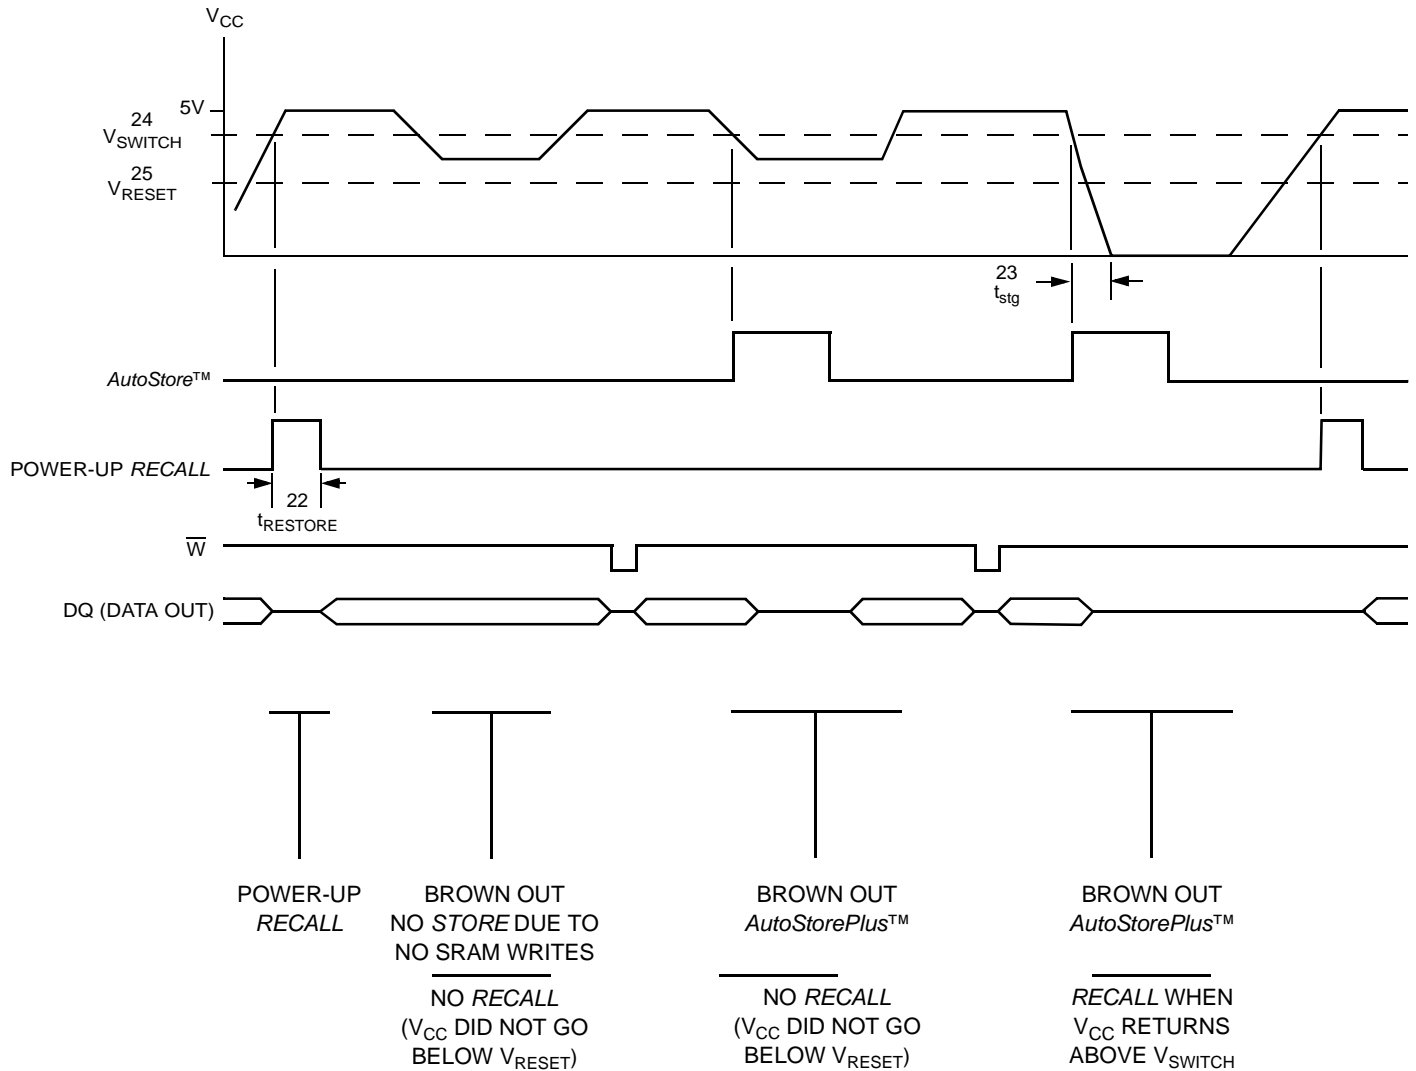 VCC
5V
24
VSWITCH
25
VRESET
23
tstg
AutoStore™
POWER-UP RECALL
22
tRESTORE
W
DQ (DATA OUT)
POWER-UP
RECALL
BROWN OUT
NO STORE DUE TO
NO SRAM WRITES
NO RECALL
(VCC DID NOT GO
BELOW VRESET)
BROWN OUT
AutoStorePlus™
NO RECALL
(VCC DID NOT GO
BELOW VRESET)
BROWN OUT
AutoStorePlus™
RECALL WHEN
VCC RETURNS
ABOVE VSWITCH